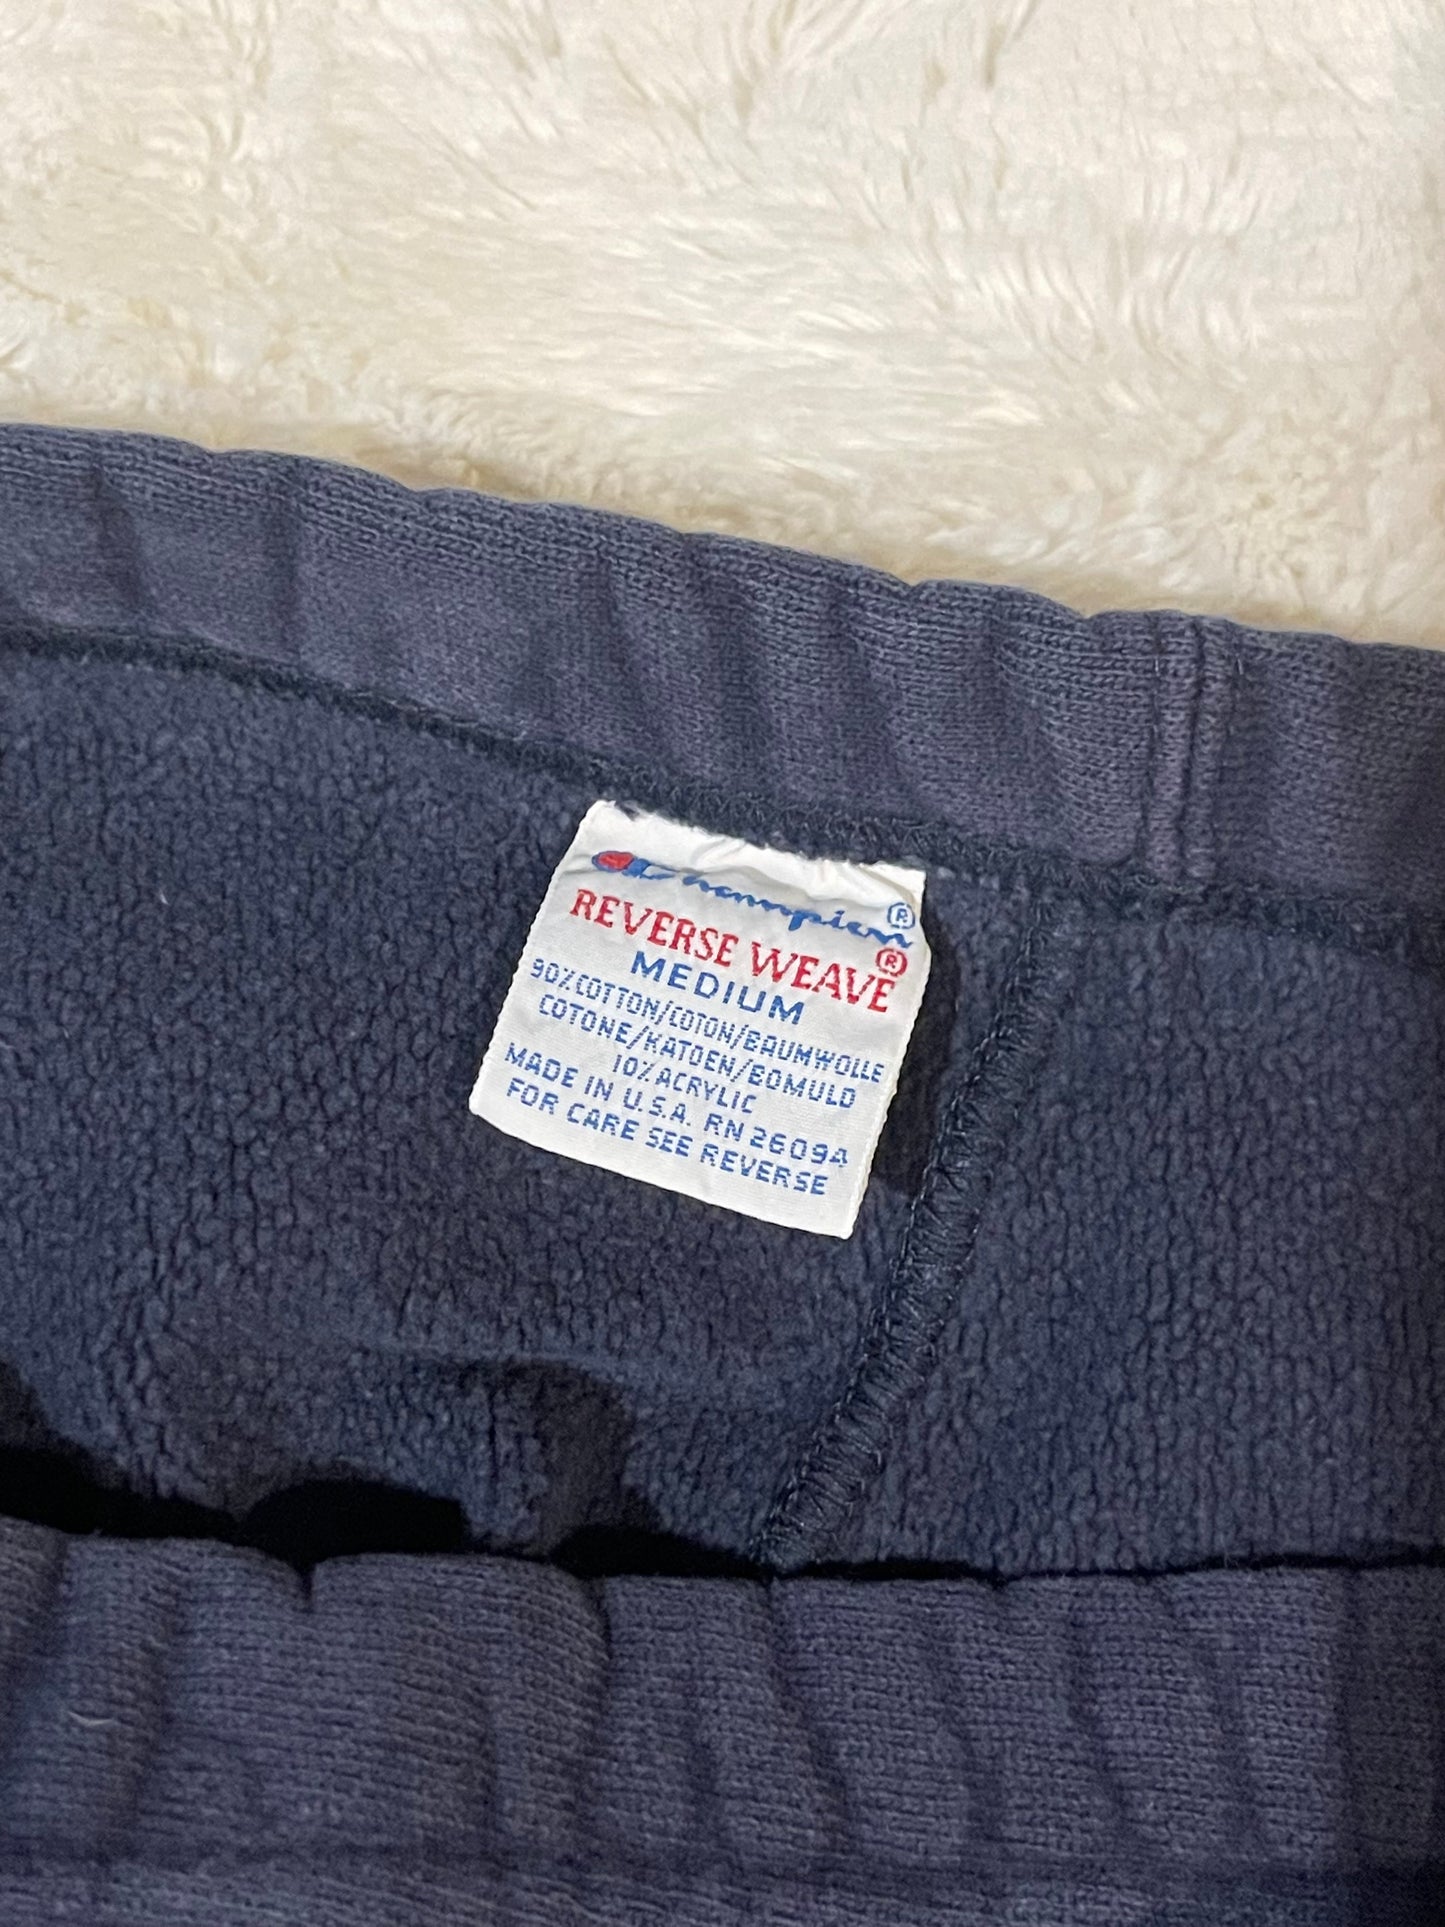 Champion®
REVERSE WEAVE®
MEDIUM
90% COTTON/COTON/BAUMWOLLE
COTONE/KATOEN/BOMULD
10% ACRYLIC
MADE IN U.S.A. RN 26094
FOR CARE SEE REVERSE